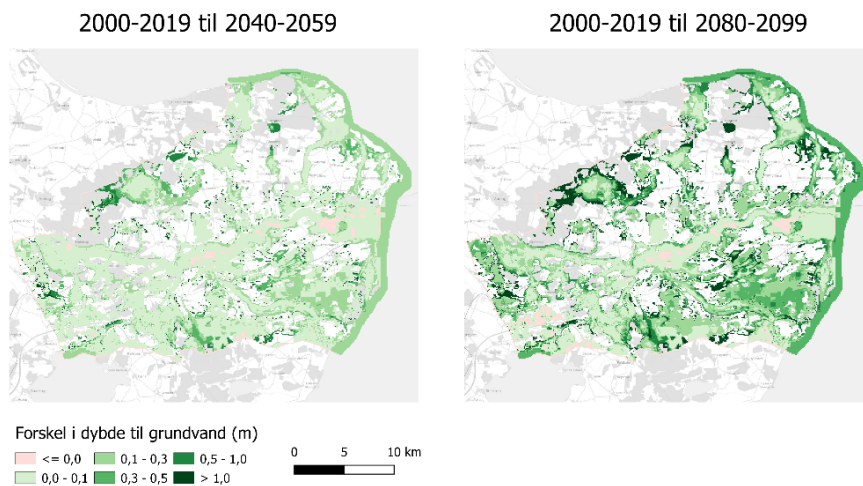 2000-2019 til 2040-2059
2000-2019 til 2080-2099
Forskel i dybde til grundvand (m)
<= 0,0
0,1 - 0,3
0,5 - 1,0
0,0 - 0,1
0,3 - 0,5
> 1,0
0 5 10 km